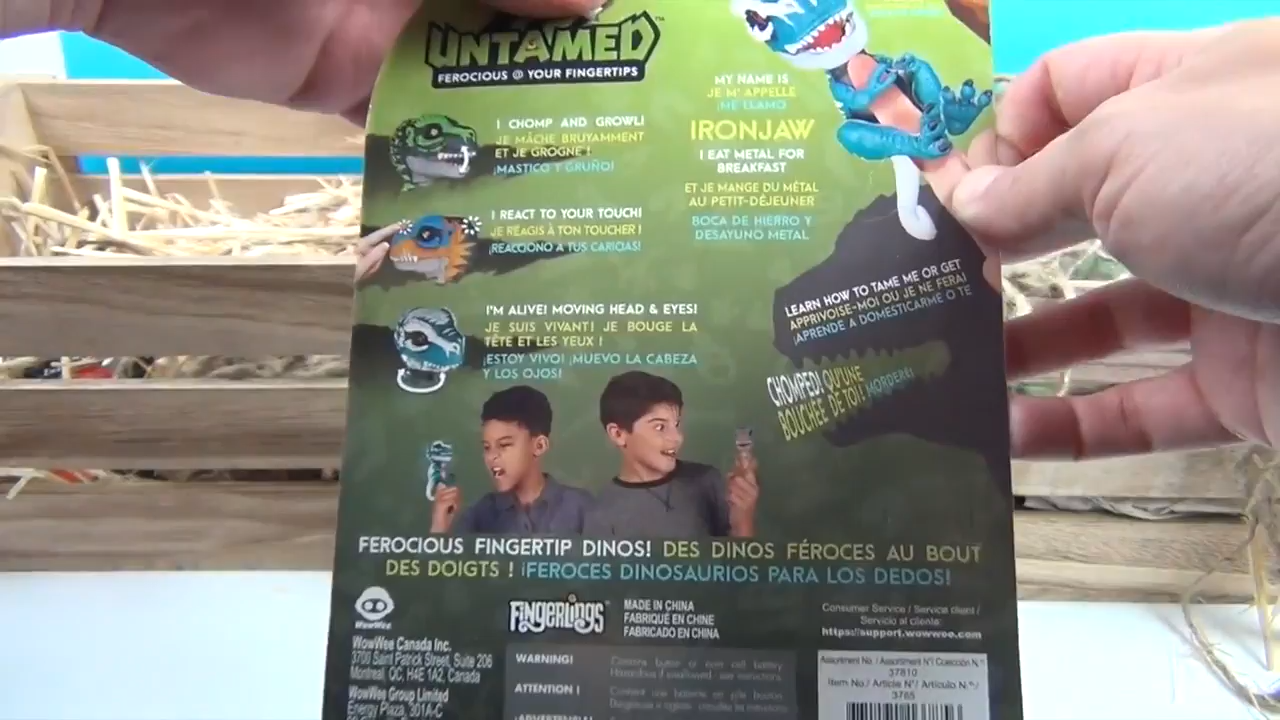 UNTAMED™
FEROCIOUS @ YOUR FINGERTIPS
I CHOMP AND GROWL!
JE MÂCHE BRUYAMMENT
ET JE GROGNE !
¡MASTICO Y GRUÑO!
I REACT TO YOUR TOUCH!
JE RÉAGIS À TON TOUCHER !
¡REACCIONO A TUS CARICIAS!
I'M ALIVE! MOVING HEAD & EYES!
JE SUIS VIVANT! JE BOUGE LA
TÊTE ET LES YEUX !
¡ESTOY VIVO! ¡MUEVO LA CABEZA
Y LOS OJOS!
MY NAME IS
JE M' APPELLE
¡ME LLAMO
IRONJAW
I EAT METAL FOR
BREAKFAST
ET JE MANGE DU MÉTAL
AU PETIT-DÉJEUNER
BOCA DE HIERRO Y
DESAYUNO METAL
LEARN HOW TO TAME ME OR GET
APPRIVOISE-MOI OU JE NE FERAI
¡APRENDE A DOMESTICARME O TE
CHOMPED! QU'UNE
BOUCHÉE DE TOI! MORDERÉ!
FEROCIOUS FINGERTIP DINOS! DES DINOS FÉROCES AU BOUT
DES DOIGTS ! ¡FEROCES DINOSAURIOS PARA LOS DEDOS!
WowWee
WowWee Canada Inc.
3700 Saint Patrick Street, Suite 206
Montreal, QC, H4E 1A2, Canada
WowWee Group Limited
Energy Plaza, 301A-C
FingerLings™
MADE IN CHINA
FABRIQUÉ EN CHINE
FABRICADO EN CHINA
WARNING!
ATTENTION !
¡ADVERTENCIA!
Consumer Service / Service client /
Servicio al cliente:
https://support.wowwee.com
Assortment No. / Assortiment N°/ Colección N.°:
37810
Item No./ Article N°/ Artículo N.°:
3785